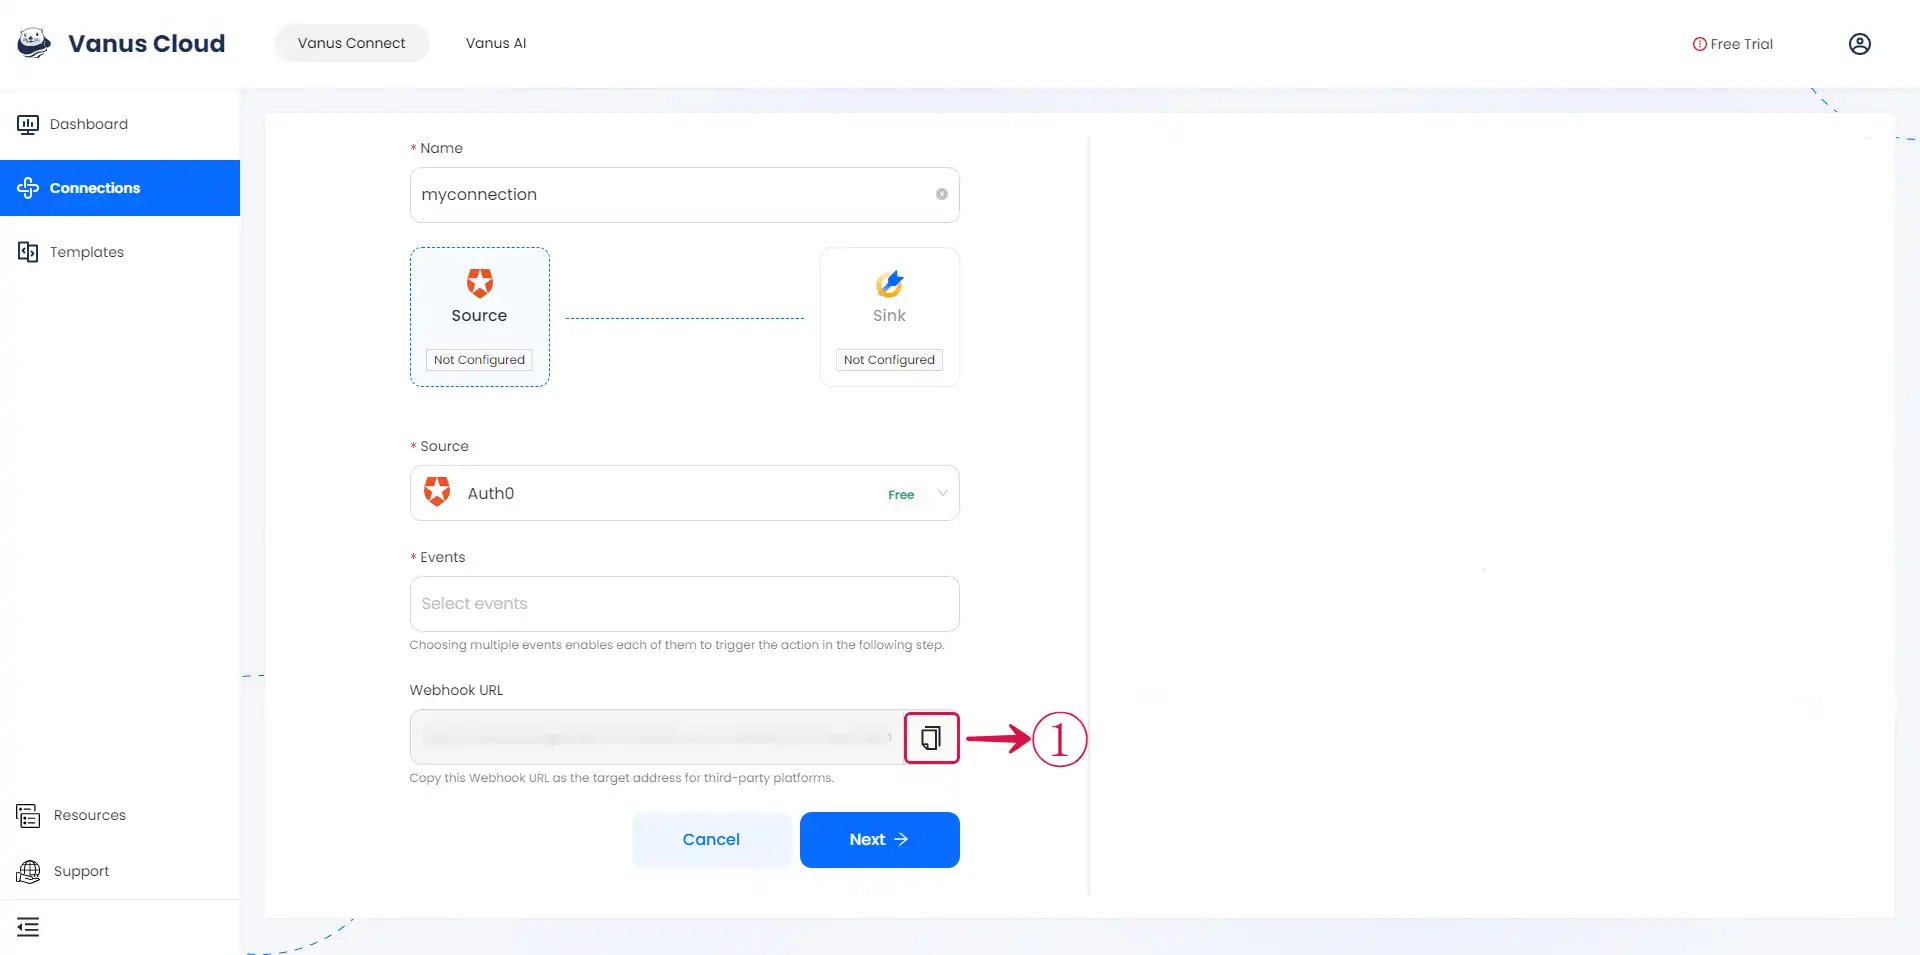 Vanus Cloud
Vanus Connect
Vanus AI
Free Trial
Dashboard
Connections
Templates
Resources
Support
* Name
myconnection
Source
Not Configured
Sink
Not Configured
* Source
Auth0
Free
* Events
Select events
Choosing multiple events enables each of them to trigger the action in the following step.
Webhook URL
1
Copy this Webhook URL as the target address for third-party platforms.
Cancel
Next